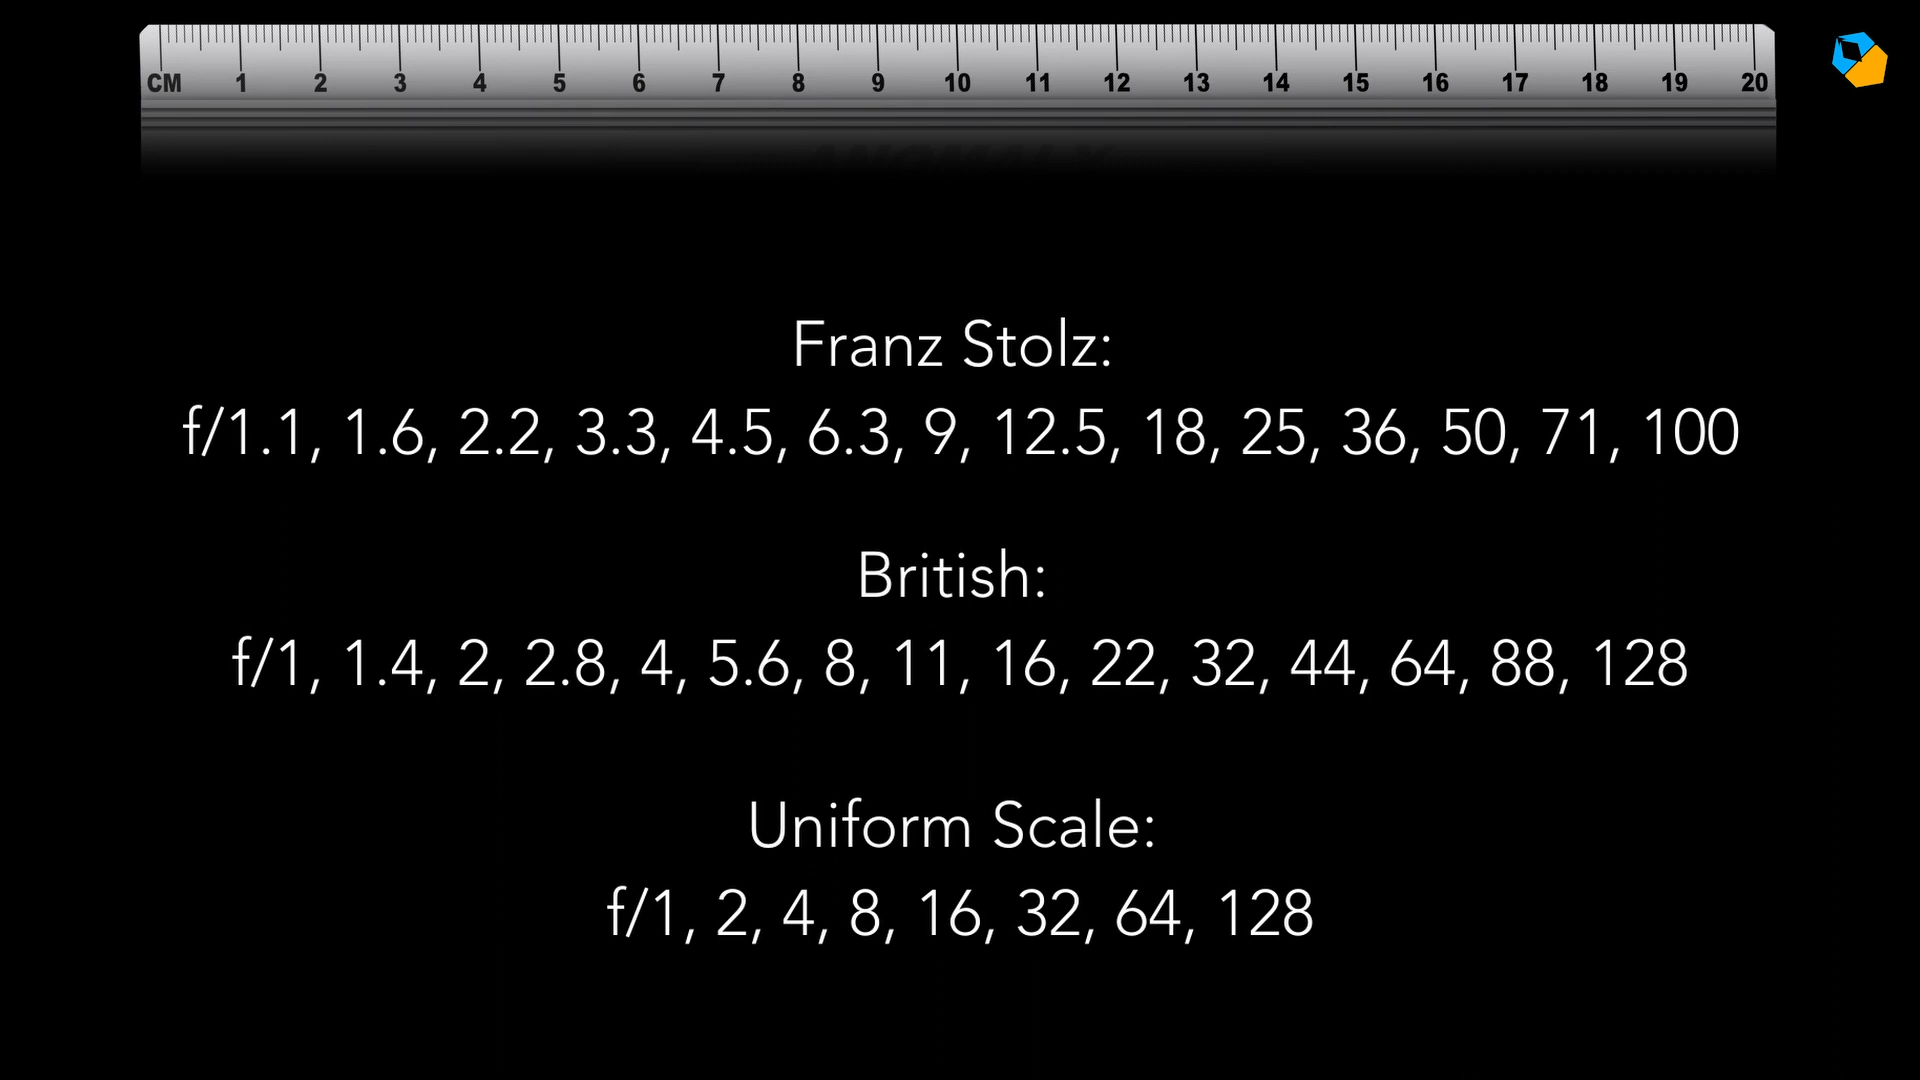 CM 1 2 3 4 5 6 7 8 9 10 11 12 13 14 15 16 17 18 19 20
Franz Stolz:
f/1.1, 1.6, 2.2, 3.3, 4.5, 6.3, 9, 12.5, 18, 25, 36, 50, 71, 100
British:
f/1, 1.4, 2, 2.8, 4, 5.6, 8, 11, 16, 22, 32, 44, 64, 88, 128
Uniform Scale:
f/1, 2, 4, 8, 16, 32, 64, 128